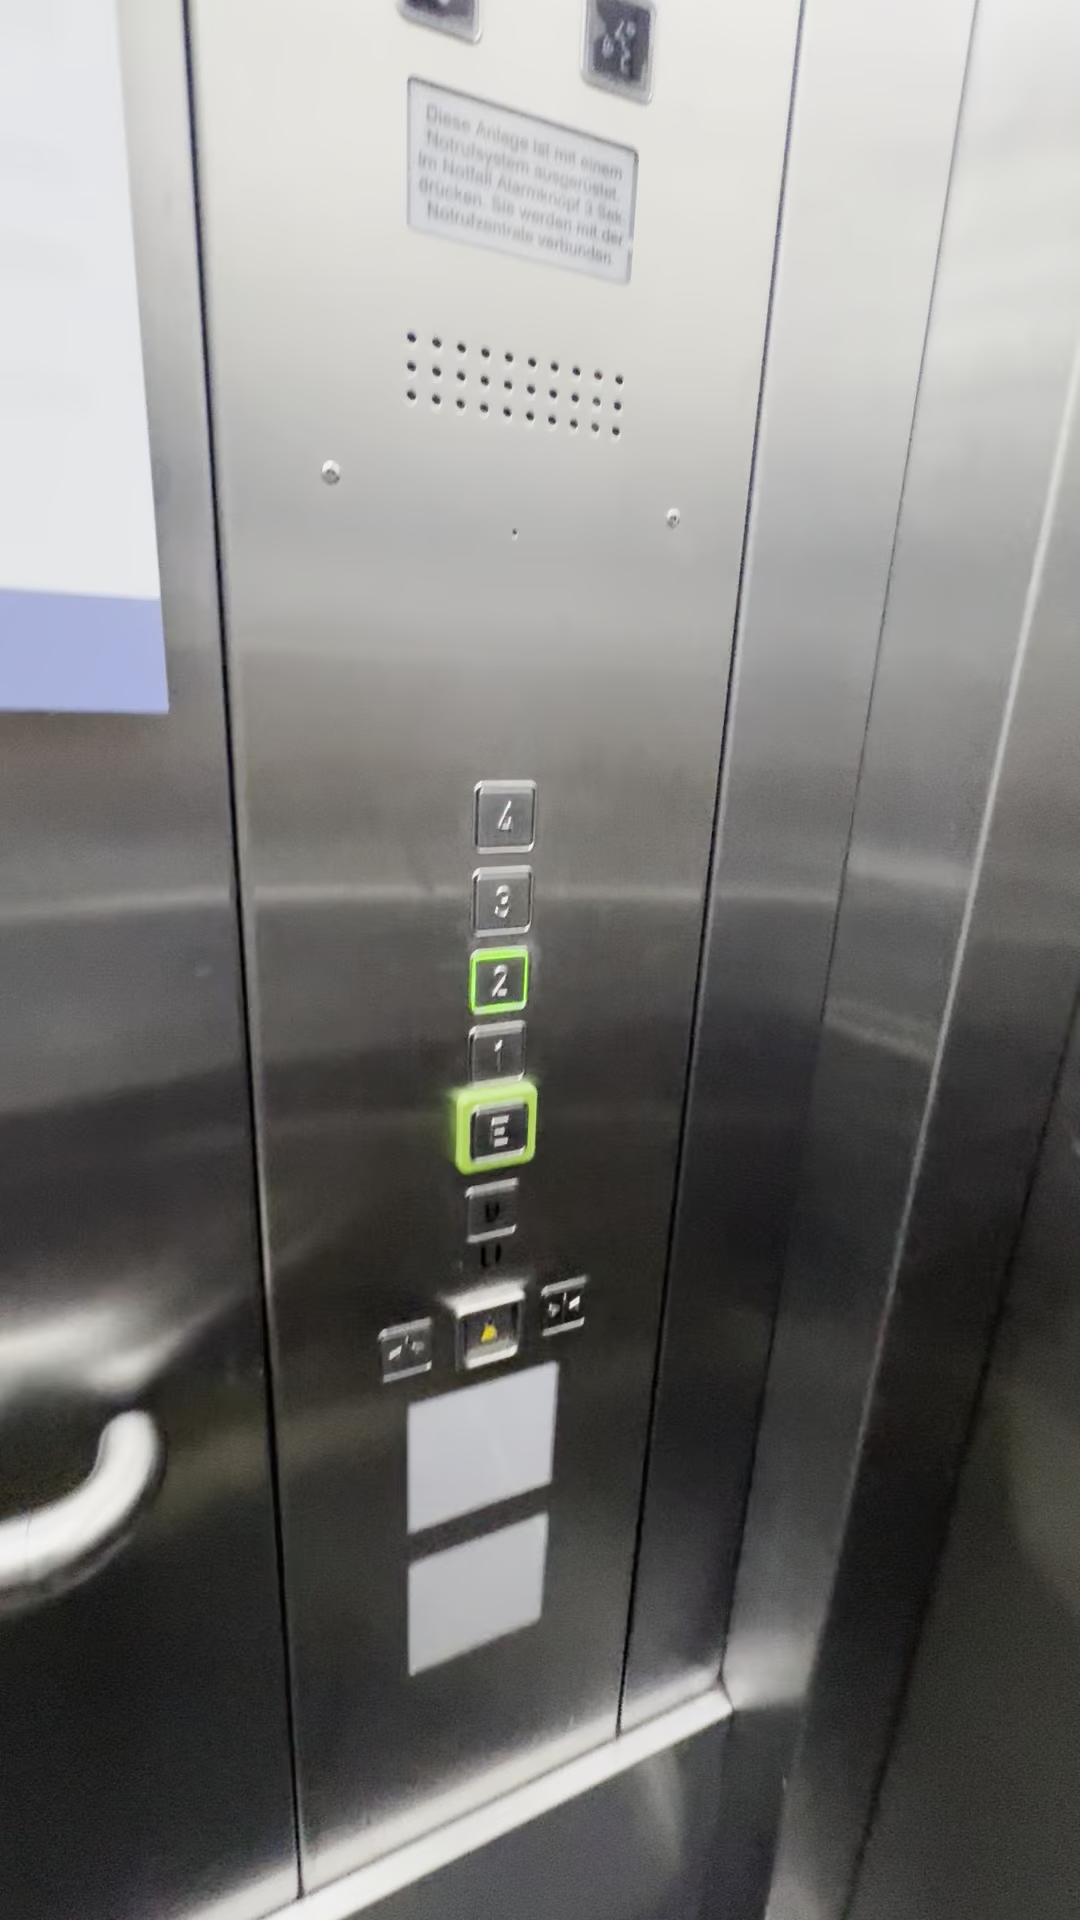 Diese Anlage ist mit einem
Notrufsystem ausgerüstet.
Im Notfall Alarmknopf 3 Sek.
drücken. Sie werden mit der
Notrufzentrale verbunden.
4
3
2
1
E